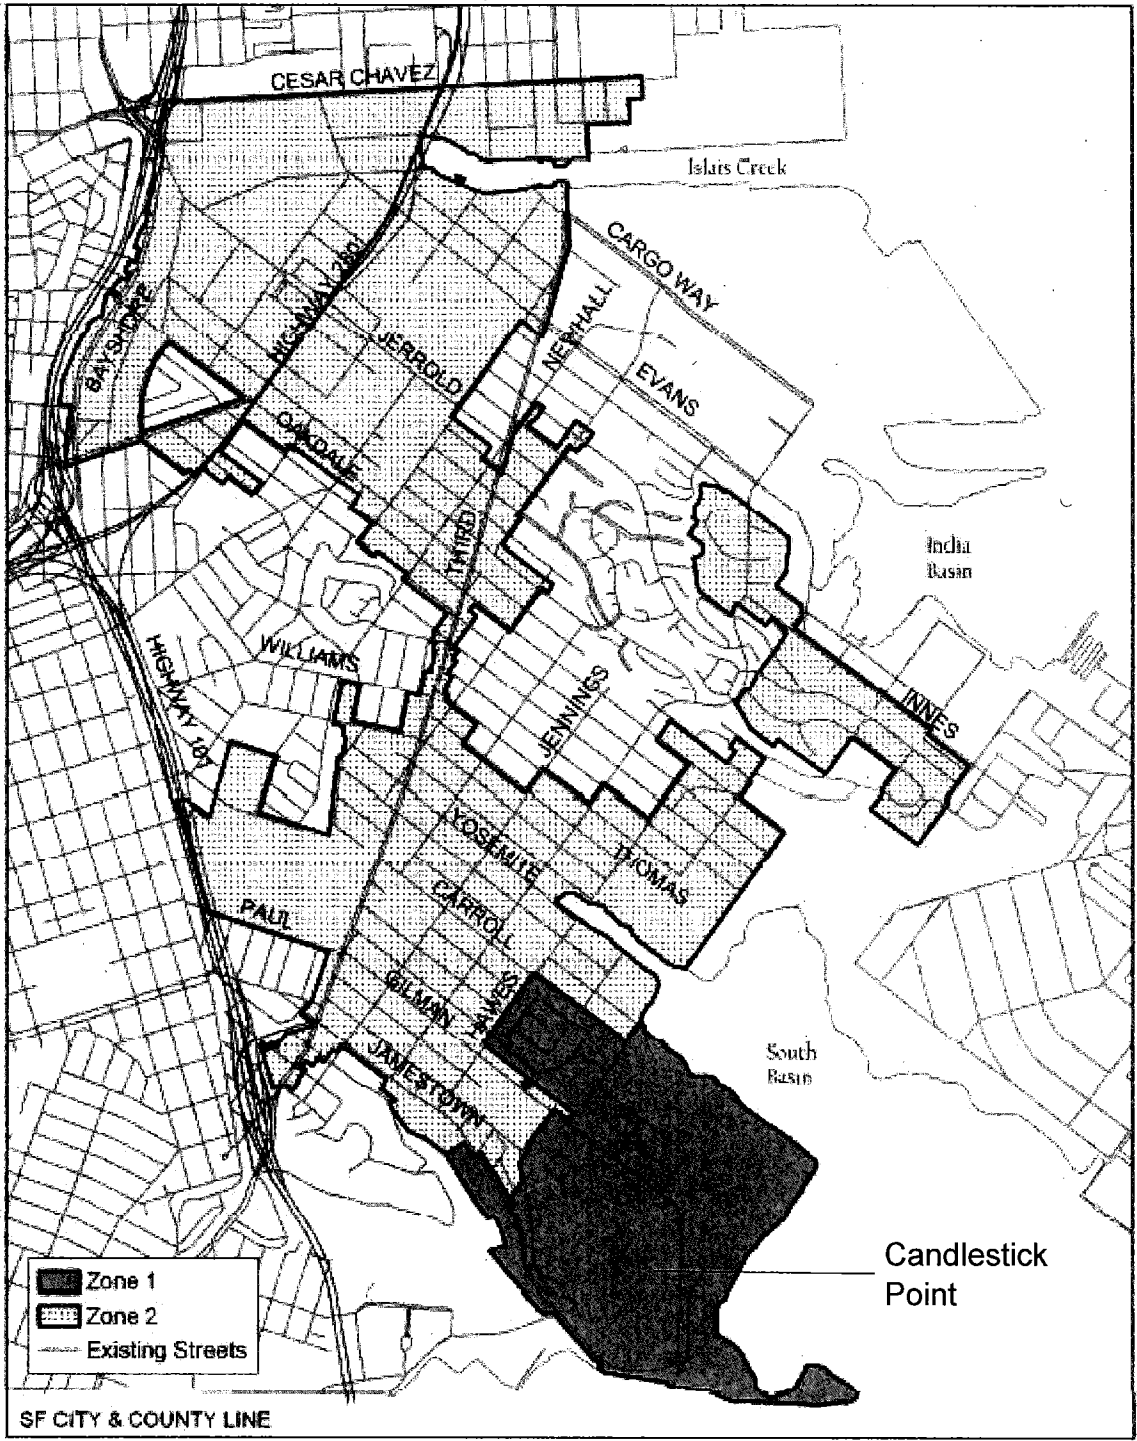 CESAR CHAVEZ
Islais Creek
CARGO WAY
HIGHWAY 280
NEWHALL
BAYSHORE
JERROLD
EVANS
OAKDALE
THIRD
India
Basin
WILLIAMS
HIGHWAY 101
JENNINGS
INNES
YOSEMITE
THOMAS
CARROLL
PAUL
GILMAN
HAWES
JAMESTOWN
South
Basin
Candlestick
Point
Zone 1
Zone 2
Existing Streets
SF CITY & COUNTY LINE